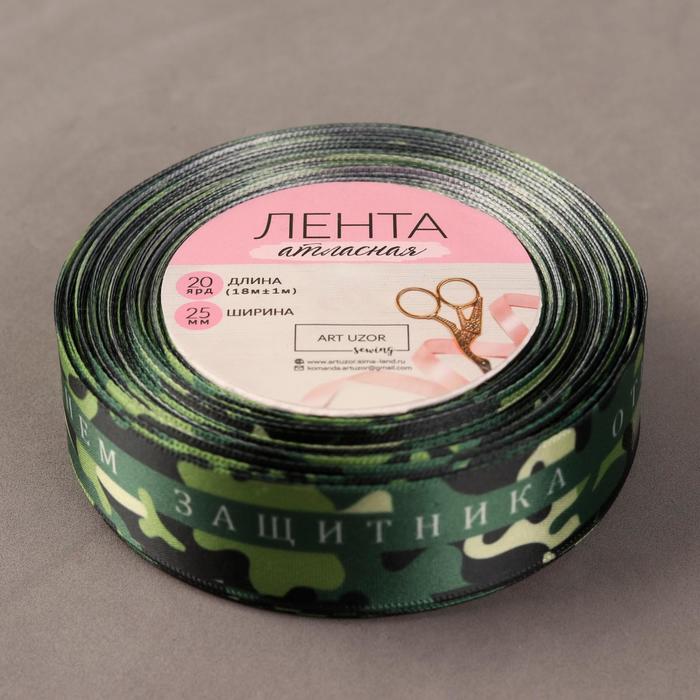 ЛЕНТА
атласная
20 ЯРД ДЛИНА
(18м±1м)
25 ММ ШИРИНА
ART UZOR
sewing
www.artuzor.sima-land.ru
komanda.artuzor@gmail.com
ЗАЩИТНИКА